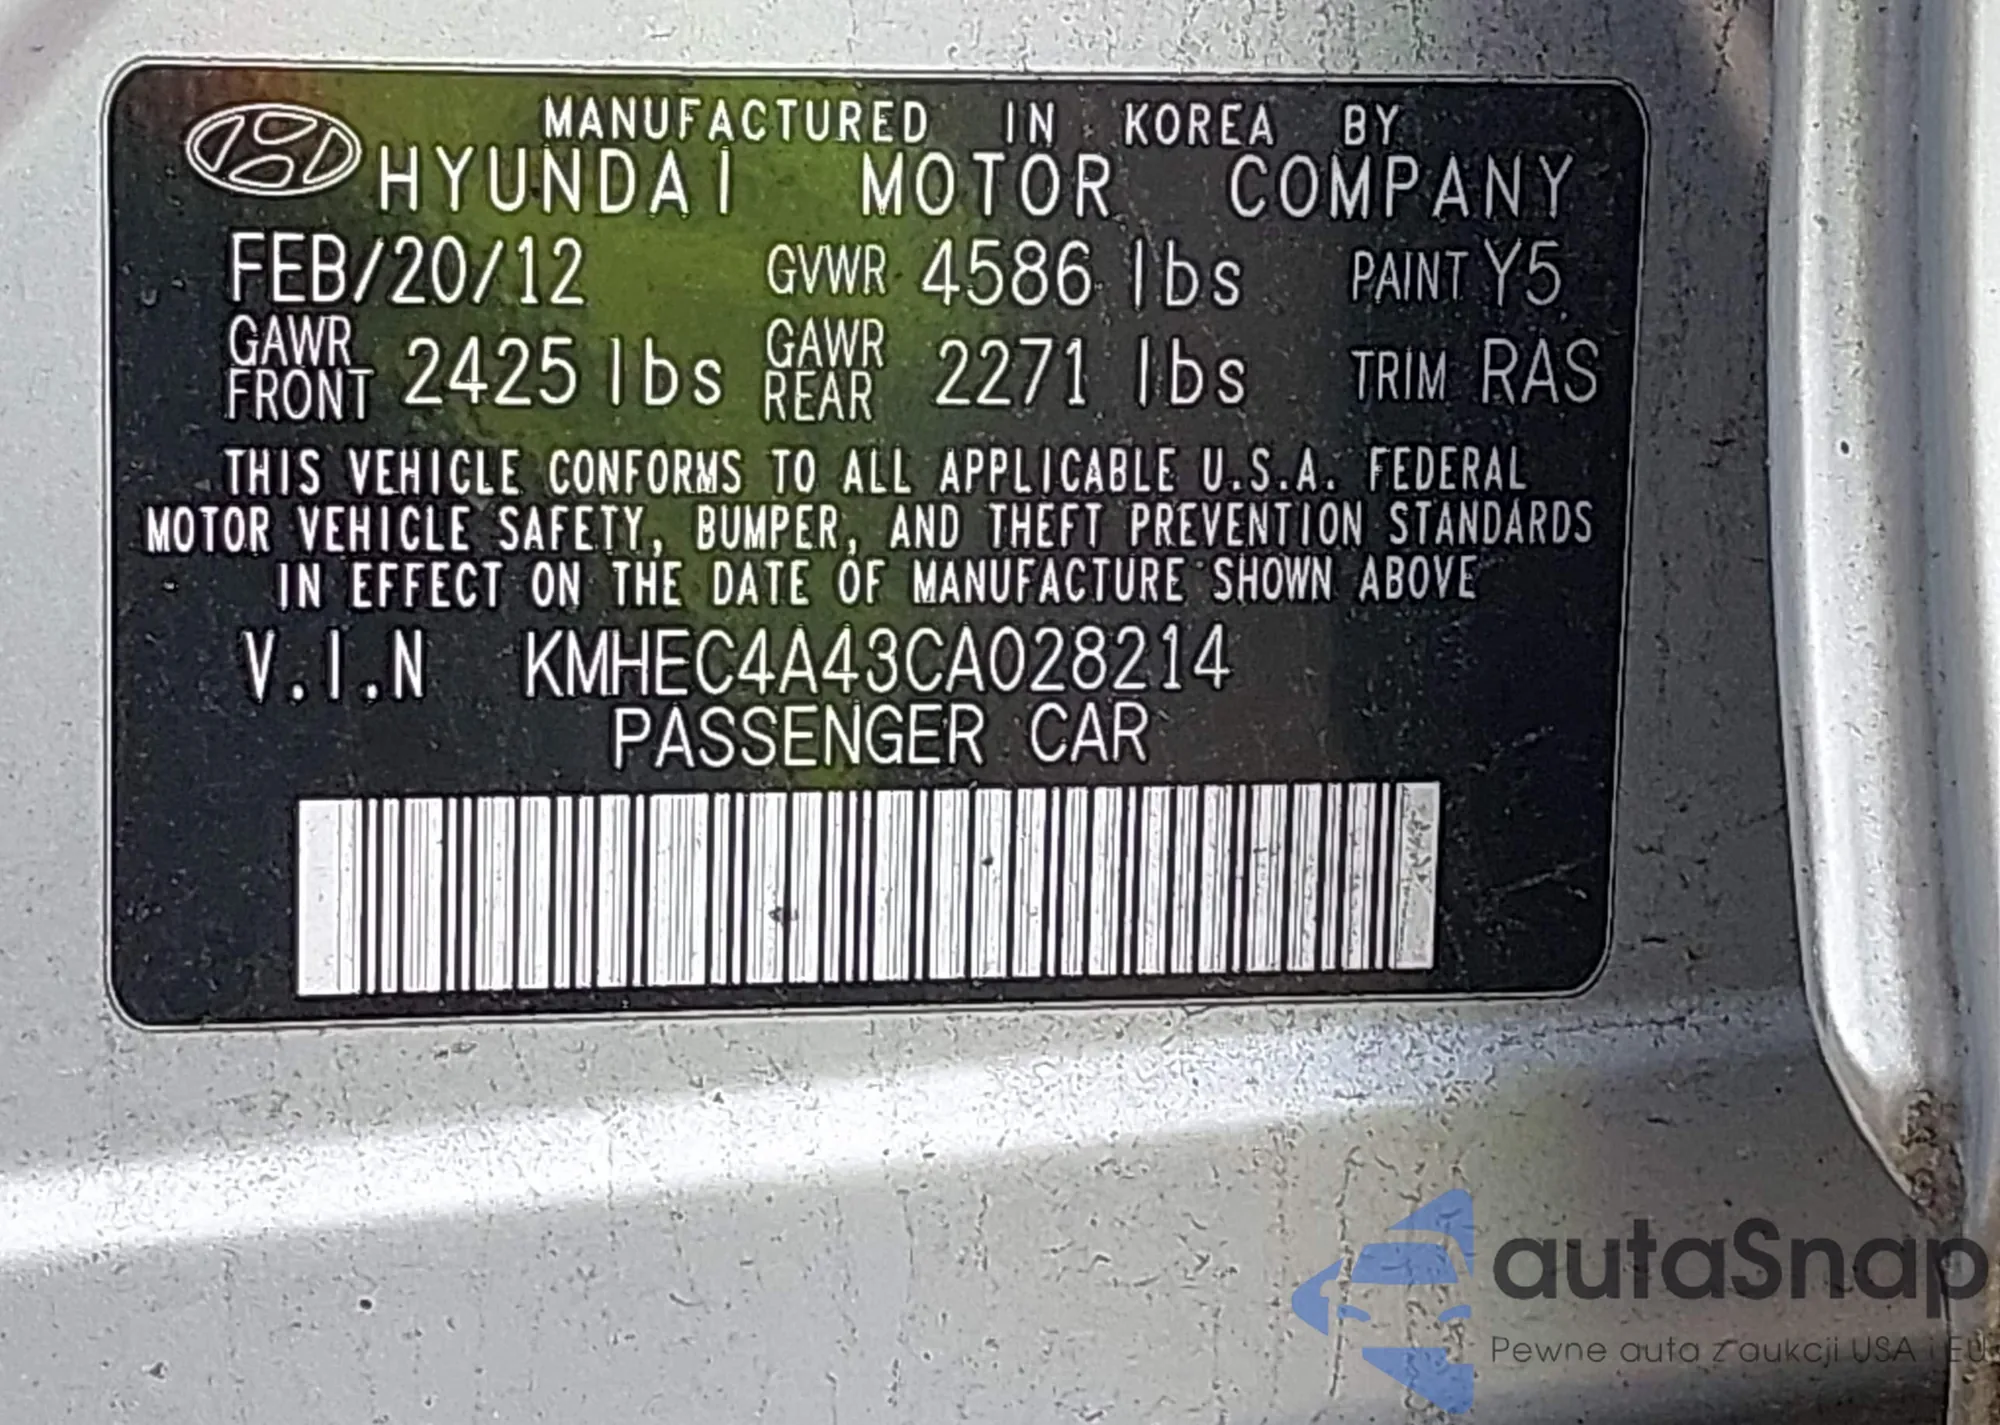 MANUFACTURED IN KOREA BY
HYUNDAI MOTOR COMPANY
FEB/20/12 GVWR 4586 lbs PAINT Y5
GAWR FRONT 2425 lbs GAWR REAR 2271 lbs TRIM RAS
THIS VEHICLE CONFORMS TO ALL APPLICABLE U.S.A. FEDERAL
MOTOR VEHICLE SAFETY, BUMPER, AND THEFT PREVENTION STANDARDS
IN EFFECT ON THE DATE OF MANUFACTURE SHOWN ABOVE
V.I.N KMHEC4A43CA028214
PASSENGER CAR
autaSnap
Pewne auta z aukcji USA i EU